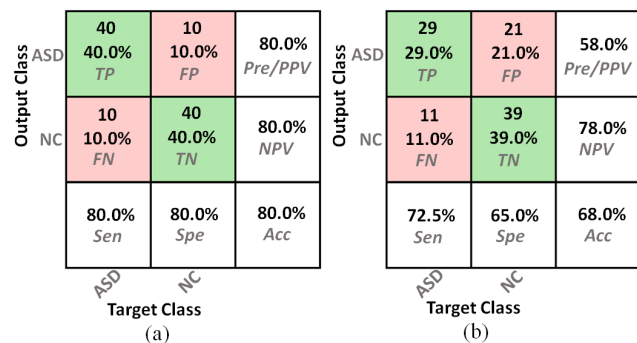 Output Class
ASD
40
40.0%
TP
10
10.0%
FP
80.0%
Pre/PPV
NC
10
10.0%
FN
40
40.0%
TN
80.0%
NPV
80.0%
Sen
80.0%
Spe
80.0%
Acc
ASD
NC
Target Class
(a)
Output Class
ASD
29
29.0%
TP
21
21.0%
FP
58.0%
Pre/PPV
NC
11
11.0%
FN
39
39.0%
TN
78.0%
NPV
72.5%
Sen
65.0%
Spe
68.0%
Acc
ASD
NC
Target Class
(b)